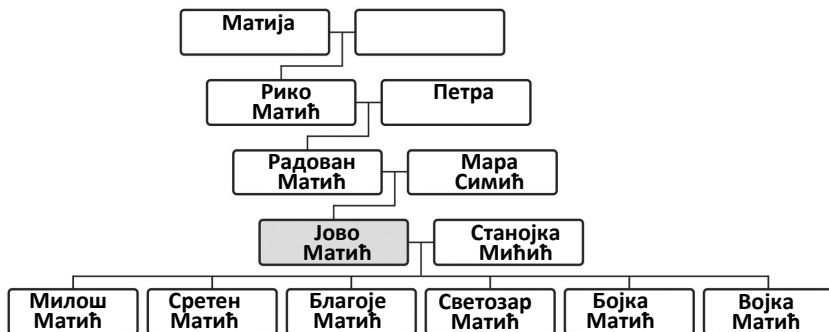 Матија
Рико
Матић
Петра
Радован
Матић
Мара
Симић
Јово
Матић
Станојка
Мићић
Милош
Матић
Сретен
Матић
Благоје
Матић
Светозар
Матић
Бојка
Матић
Војка
Матић